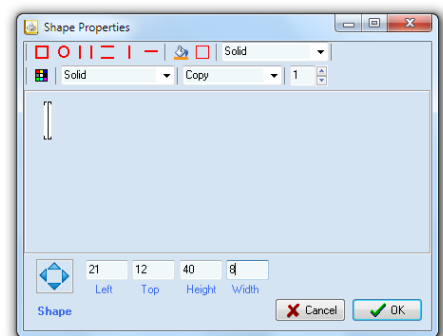 Shape Properties
Solid
Solid Copy 1
21 12 40 8
Left Top Height Width
Shape Cancel OK